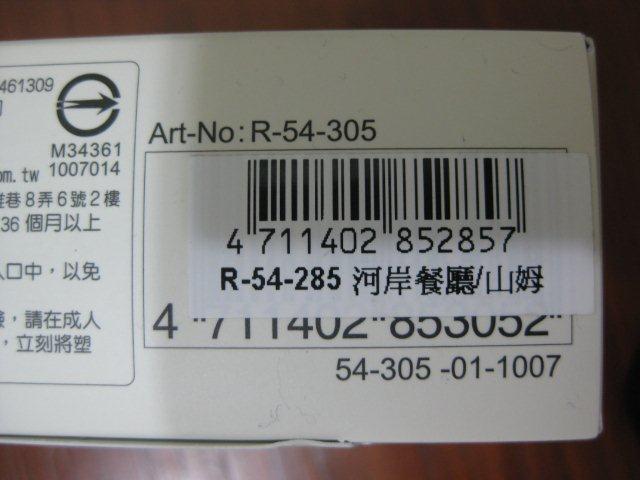 461309
M34361
om.tw 1007014
巷8弄6號2樓
36個月以上
入口中，以免
，請在成人
，立刻將塑
Art-No: R-54-305
4 711402 852857
R-54-285 河岸餐廳/山姆
4 "711402"853052"
54-305 -01-1007